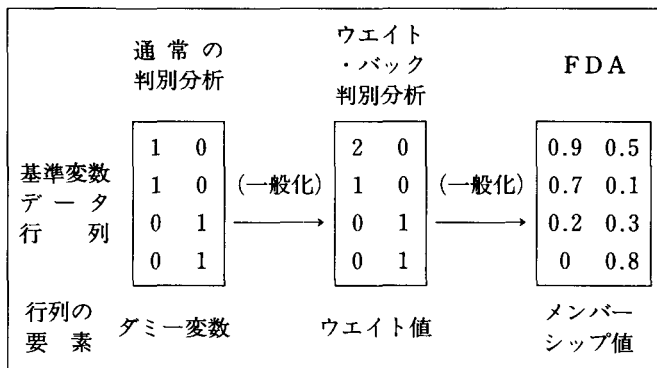 通常の
判別分析
ウエイト
・バック
判別分析
FDA
基準変数
データ
行列
1 0
1 0
0 1
0 1
(一般化)
2 0
1 0
0 1
0 1
(一般化)
0.9 0.5
0.7 0.1
0.2 0.3
0 0.8
行列の
要素
ダミー変数
ウエイト値
メンバー
シップ値